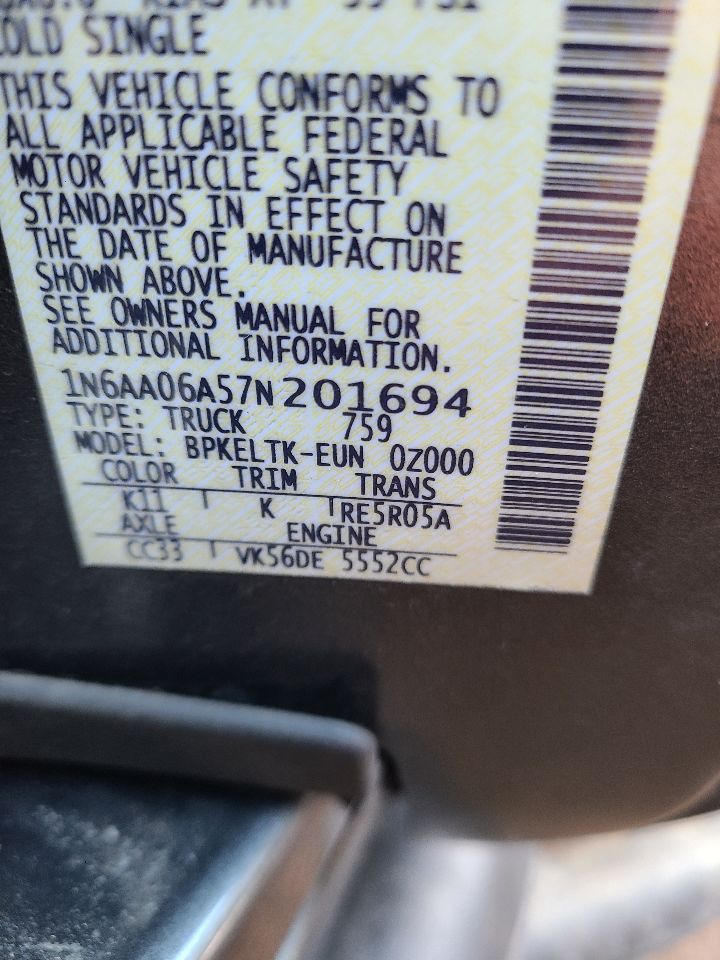 OLD SINGLE
THIS VEHICLE CONFORMS TO
ALL APPLICABLE FEDERAL
MOTOR VEHICLE SAFETY
STANDARDS IN EFFECT ON
THE DATE OF MANUFACTURE
SHOWN ABOVE.
SEE OWNERS MANUAL FOR
ADDITIONAL INFORMATION.
1N6AA06A57N201694
TYPE: TRUCK 759
MODEL: BPKELTK-EUN 0Z000
COLOR TRIM TRANS
K11 K RE5R05A
AXLE ENGINE
CC33 VK56DE 5552CC